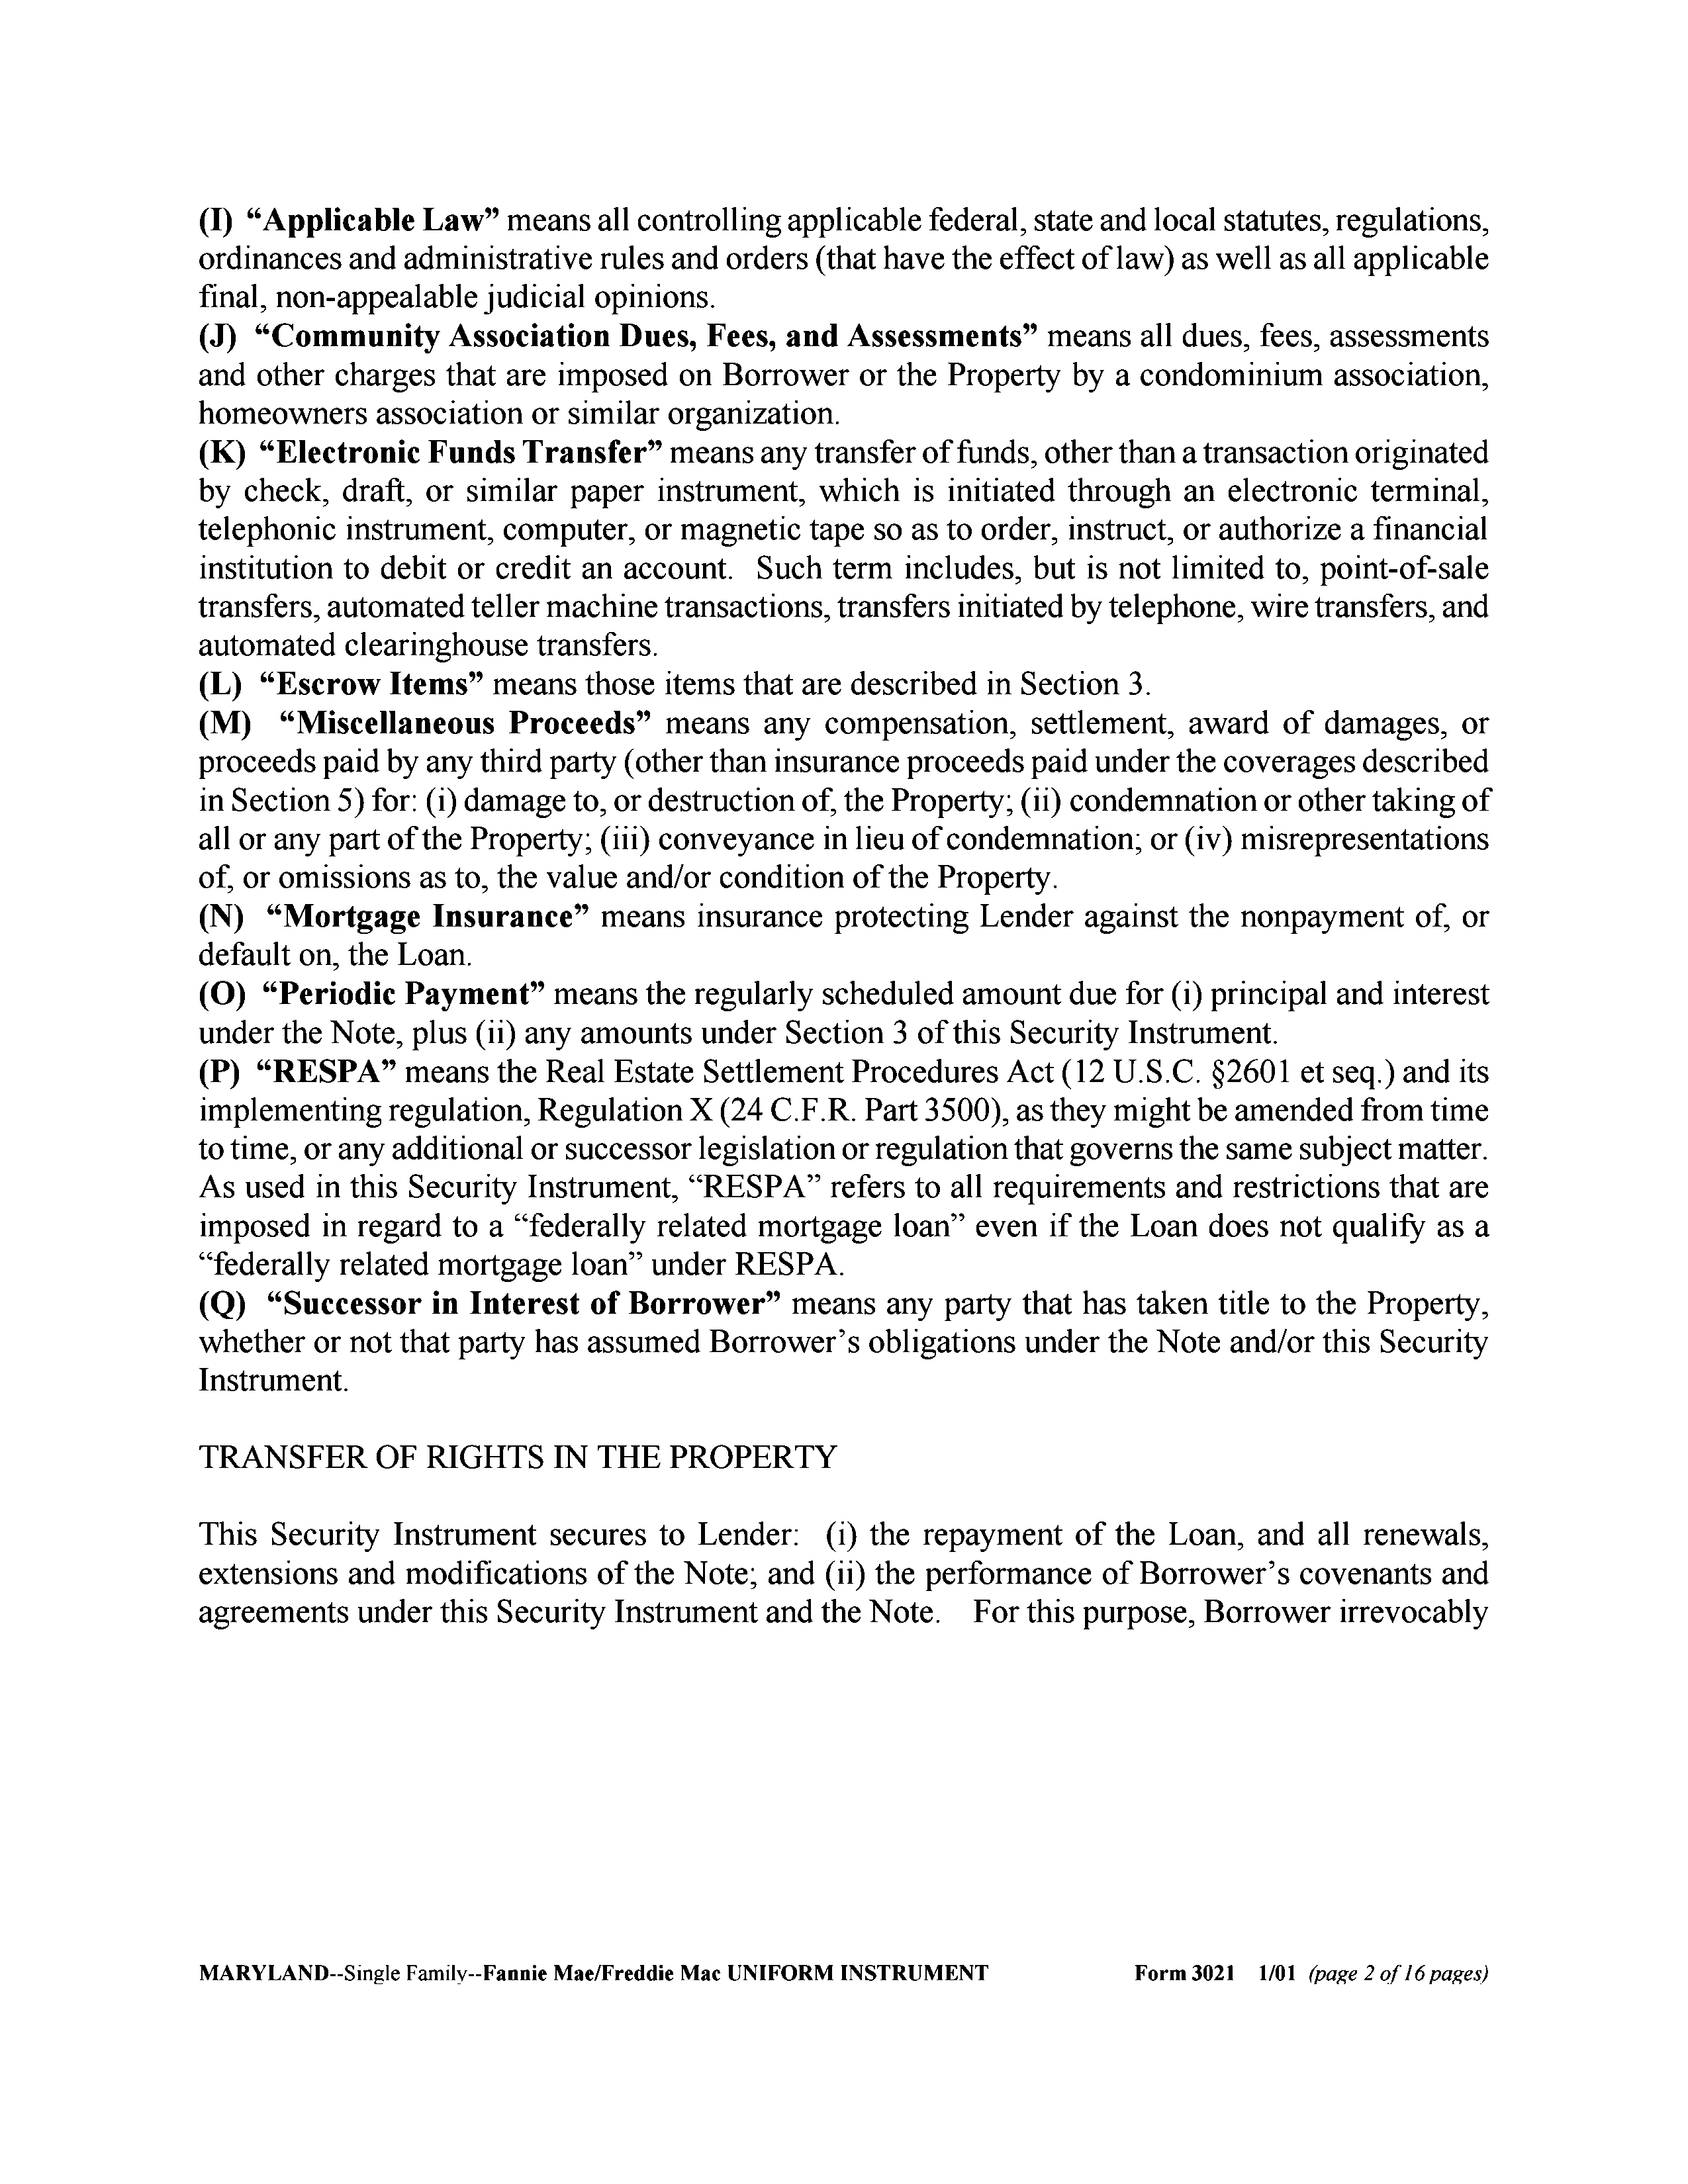 (I) “Applicable Law” means all controlling applicable federal, state and local statutes, regulations,
ordinances and administrative rules and orders (that have the effect of law) as well as all applicable
final, non-appealable judicial opinions.
(J) “Community Association Dues, Fees, and Assessments” means all dues, fees, assessments
and other charges that are imposed on Borrower or the Property by a condominium association,
homeowners association or similar organization.
(K) “Electronic Funds Transfer” means any transfer of funds, other than a transaction originated
by check, draft, or similar paper instrument, which is initiated through an electronic terminal,
telephonic instrument, computer, or magnetic tape so as to order, instruct, or authorize a financial
institution to debit or credit an account. Such term includes, but is not limited to, point-of-sale
transfers, automated teller machine transactions, transfers initiated by telephone, wire transfers, and
automated clearinghouse transfers.
(L) “Escrow Items” means those items that are described in Section 3.
(M) “Miscellaneous Proceeds” means any compensation, settlement, award of damages, or
proceeds paid by any third party (other than insurance proceeds paid under the coverages described
in Section 5) for: (i) damage to, or destruction of, the Property; (ii) condemnation or other taking of
all or any part of the Property; (iii) conveyance in lieu of condemnation; or (iv) misrepresentations
of, or omissions as to, the value and/or condition of the Property.
(N) “Mortgage Insurance” means insurance protecting Lender against the nonpayment of, or
default on, the Loan.
(O) “Periodic Payment” means the regularly scheduled amount due for (i) principal and interest
under the Note, plus (ii) any amounts under Section 3 of this Security Instrument.
(P) “RESPA” means the Real Estate Settlement Procedures Act (12 U.S.C. §2601 et seq.) and its
implementing regulation, Regulation X (24 C.F.R. Part 3500), as they might be amended from time
to time, or any additional or successor legislation or regulation that governs the same subject matter.
As used in this Security Instrument, “RESPA” refers to all requirements and restrictions that are
imposed in regard to a “federally related mortgage loan” even if the Loan does not qualify as a
“federally related mortgage loan” under RESPA.
(Q) “Successor in Interest of Borrower” means any party that has taken title to the Property,
whether or not that party has assumed Borrower’s obligations under the Note and/or this Security
Instrument.
TRANSFER OF RIGHTS IN THE PROPERTY
This Security Instrument secures to Lender: (i) the repayment of the Loan, and all renewals,
extensions and modifications of the Note; and (ii) the performance of Borrower’s covenants and
agreements under this Security Instrument and the Note. For this purpose, Borrower irrevocably
MARYLAND--Single Family--Fannie Mae/Freddie Mac UNIFORM INSTRUMENT Form 3021 1/01 (page 2 of 16 pages)